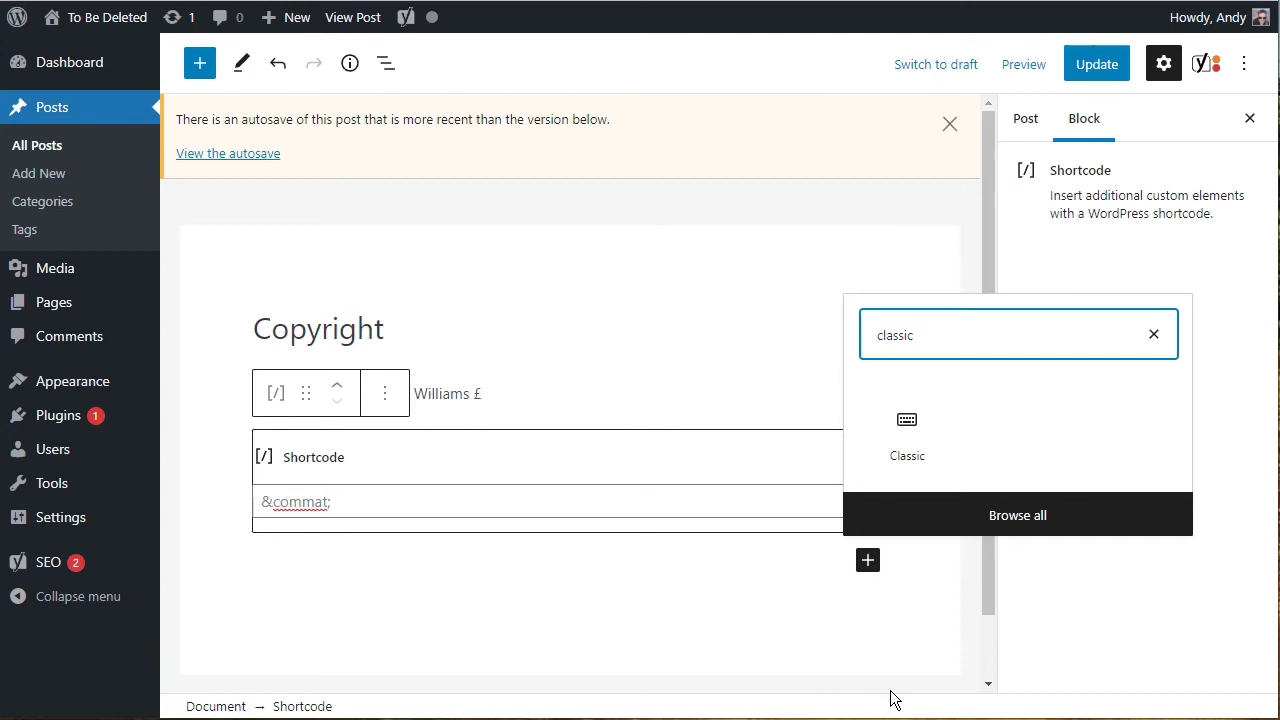 To Be Deleted
1
0
New
View Post
Howdy, Andy
Dashboard
Posts
All Posts
Add New
Categories
Tags
Media
Pages
Comments
Appearance
Plugins 1
Users
Tools
Settings
SEO 2
Collapse menu
Switch to draft
Preview
Update
There is an autosave of this post that is more recent than the version below.
View the autosave
Copyright
[/]
Williams £
[/] Shortcode
&commat;
classic
Classic
Browse all
Post
Block
[/] Shortcode
Insert additional custom elements
with a WordPress shortcode.
Document → Shortcode